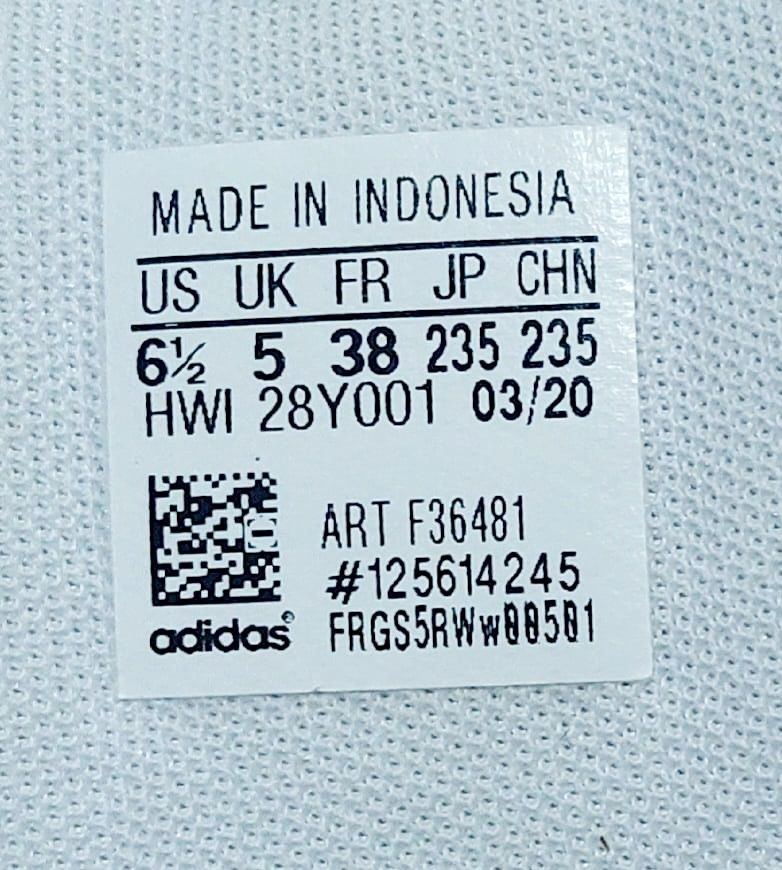 MADE IN INDONESIA
US UK FR JP CHN
6½ 5 38 235 235
HWI 28Y001 03/20
ART F36481
#125614245
adidas® FRGS5RWw00501